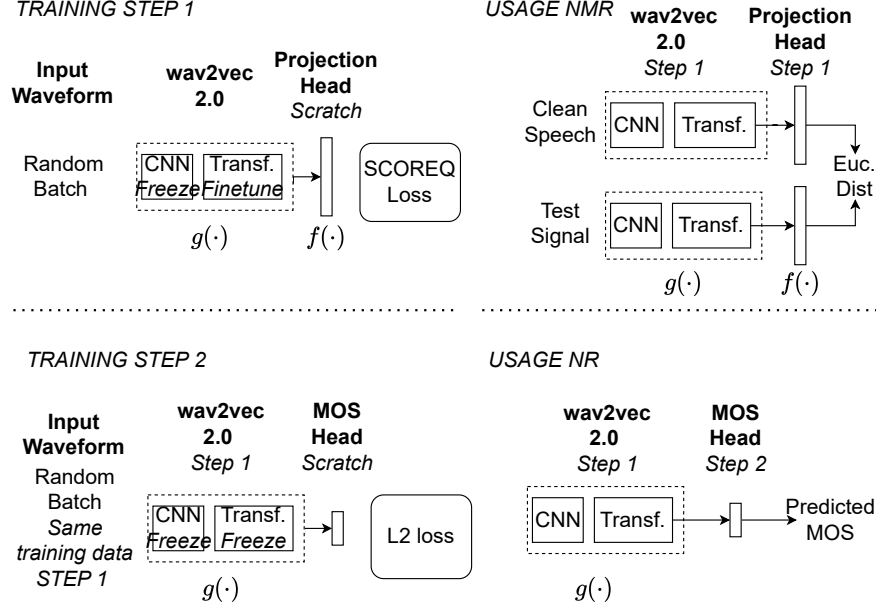 TRAINING STEP 1
Input
Waveform
wav2vec
2.0
Projection
Head
Scratch
Random
Batch
CNN
Freeze
Transf.
Finetune
SCOREQ
Loss
g(·)
f(·)
USAGE NMR
wav2vec
2.0
Step 1
Projection
Head
Step 1
Clean
Speech
CNN
Transf.
Euc.
Dist
Test
Signal
CNN
Transf.
g(·)
f(·)
TRAINING STEP 2
Input
Waveform
wav2vec
2.0
Step 1
MOS
Head
Scratch
Random
Batch
Same
training data
STEP 1
CNN
Freeze
Transf.
Freeze
L2 loss
g(·)
USAGE NR
wav2vec
2.0
Step 1
MOS
Head
Step 2
CNN
Transf.
Predicted
MOS
g(·)